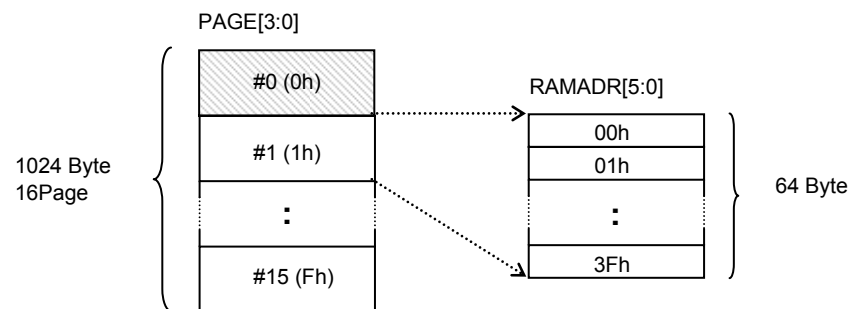 PAGE[3:0]
#0 (0h)
#1 (1h)
:
#15 (Fh)
1024 Byte
16Page
RAMADR[5:0]
00h
01h
:
3Fh
64 Byte